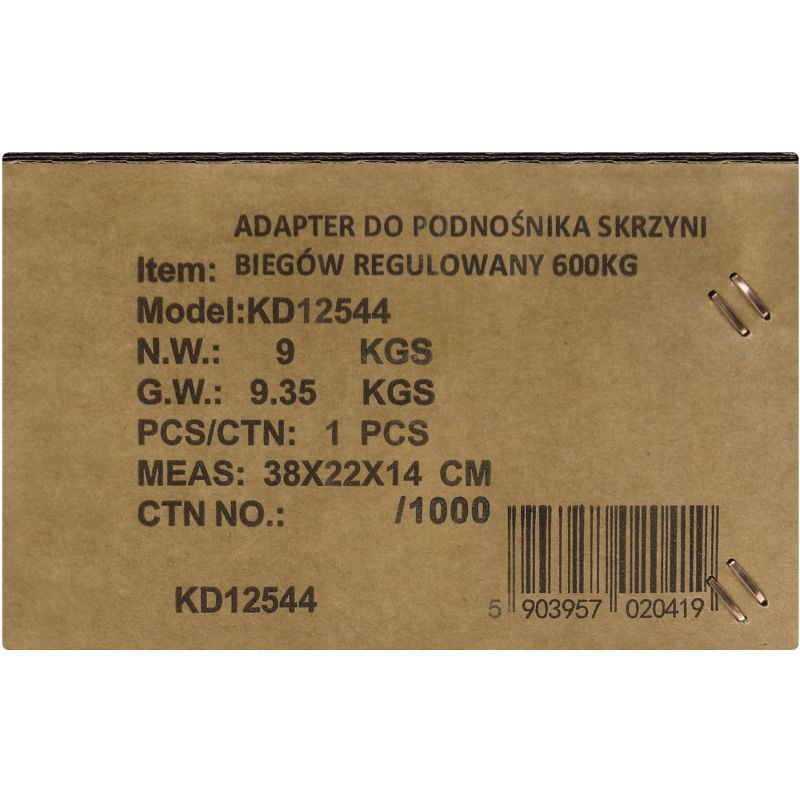 ADAPTER DO PODNOŚNIKA SKRZYNI
Item: BIEGÓW REGULOWANY 600KG
Model:KD12544
N.W.: 9 KGS
G.W.: 9.35 KGS
PCS/CTN: 1 PCS
MEAS: 38X22X14 CM
CTN NO.: /1000
KD12544
5 903957 020419